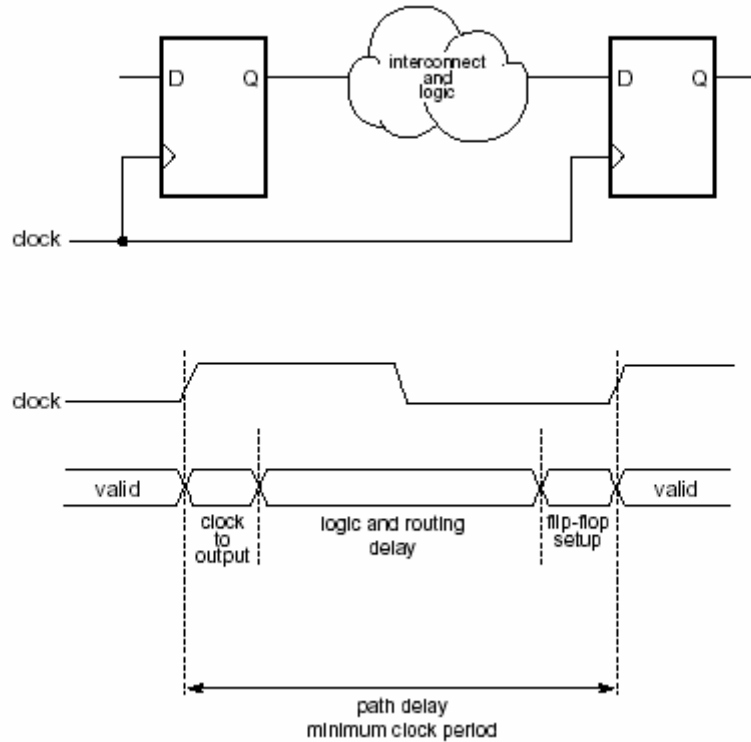 interconnect
and
logic
D Q
D Q
clock
clock
valid
valid
clock
to
output
logic and routing
delay
flip-flop
setup
path delay
minimum clock period